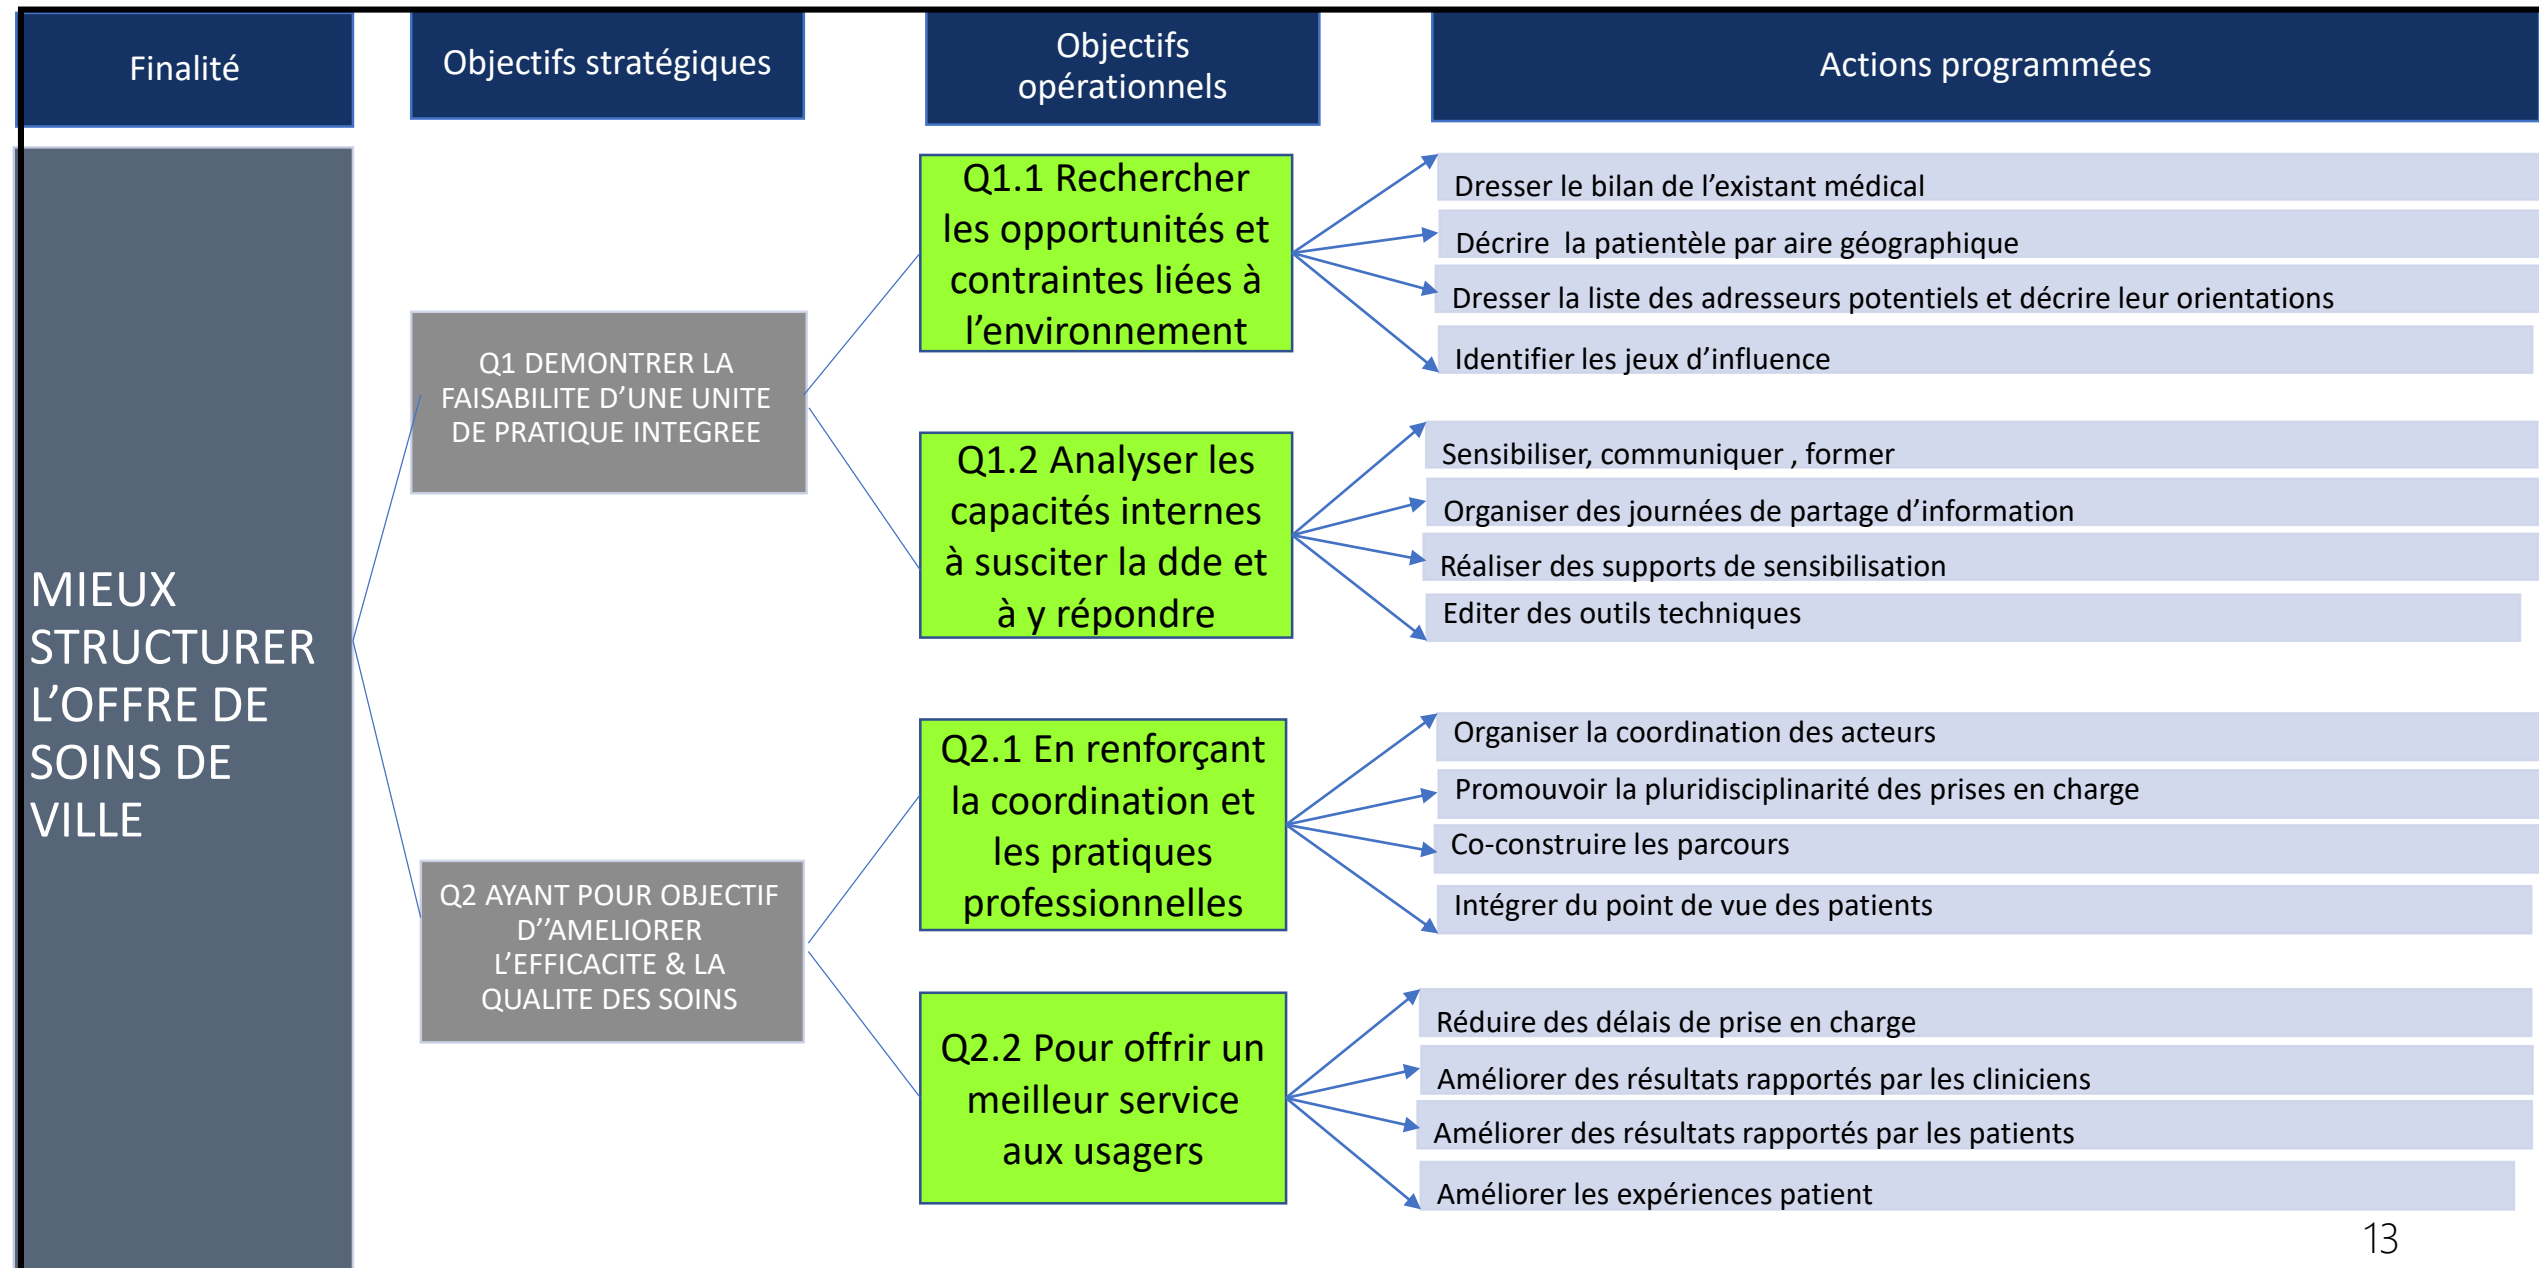 Finalité
Objectifs stratégiques
Objectifs
opérationnels
Actions programmées
MIEUX
STRUCTURER
L’OFFRE DE
SOINS DE
VILLE
Q1 DEMONTRER LA
FAISABILITE D’UNE UNITE
DE PRATIQUE INTEGREE
Q1.1 Rechercher
les opportunités et
contraintes liées à
l’environnement
Dresser le bilan de l’existant médical
Décrire  la patientèle par aire géographique
Dresser la liste des adresseurs potentiels et décrire leur orientations
Identifier les jeux d’influence
Q1.2 Analyser les
capacités internes
à susciter la dde et
à y répondre
Sensibiliser, communiquer , former
Organiser des journées de partage d’information
Réaliser des supports de sensibilisation
Editer des outils techniques
Q2 AYANT POUR OBJECTIF
D’’AMELIORER
L’EFFICACITE & LA
QUALITE DES SOINS
Q2.1 En renforçant
la coordination et
les pratiques
professionnelles
Organiser la coordination des acteurs
Promouvoir la pluridisciplinarité des prises en charge
Co-construire les parcours
Intégrer du point de vue des patients
Q2.2 Pour offrir un
meilleur service
aux usagers
Réduire des délais de prise en charge
Améliorer des résultats rapportés par les cliniciens
Améliorer des résultats rapportés par les patients
Améliorer les expériences patient
13